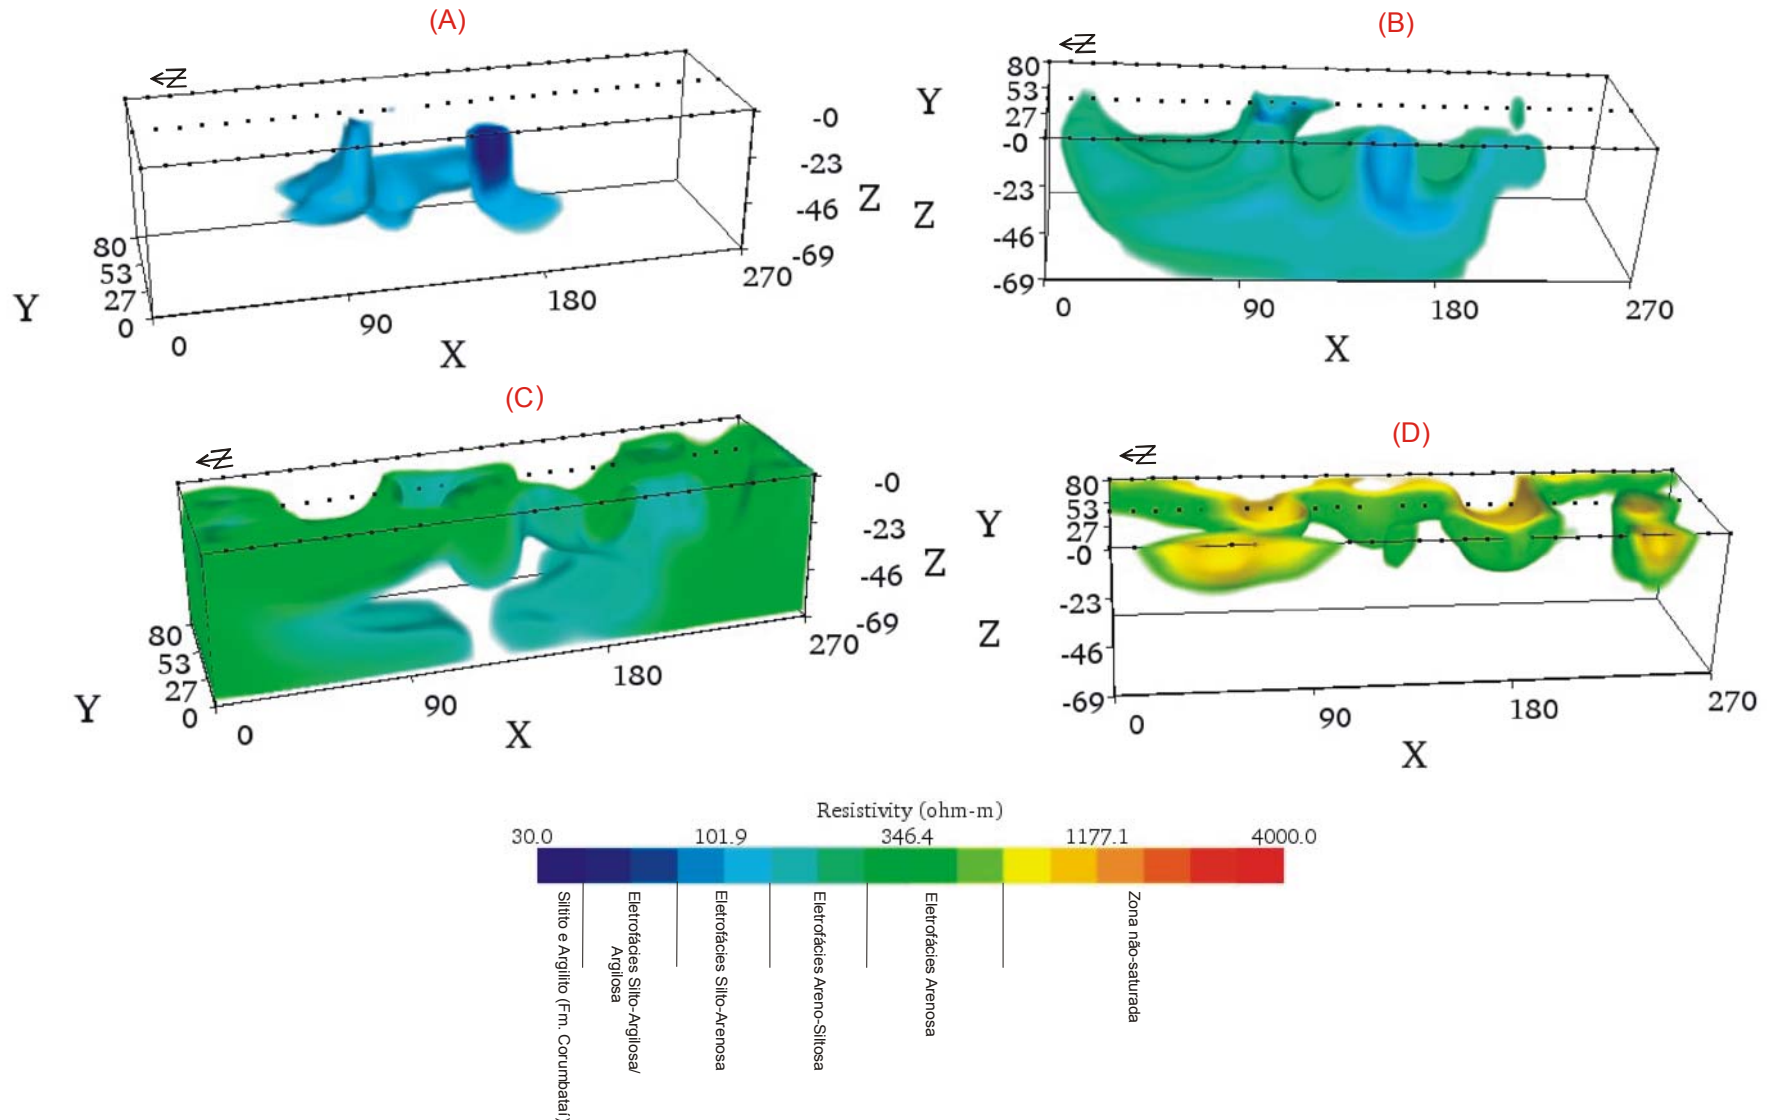 (A)
N
-0
-23
Z
-46
-69
80
53
27
0
Y
0
90
180
270
X
(B)
N
80
53
27
-0
Y
-23
Z
-46
-69
0
90
180
270
X
(C)
N
-0
-23
Z
-46
-69
80
53
27
0
Y
0
90
180
270
X
(D)
N
80
53
27
-0
Y
-23
Z
-46
-69
0
90
180
270
X
Resistivity (ohm-m)
30.0 101.9 346.4 1177.1 4000.0
Siltito e Argilito (Fm. Corumbataí)
Eletrofácies Silto-Argilosa/
Argilosa
Eletrofácies Silto-Arenosa
Eletrofácies Areno-Siltosa
Eletrofácies Arenosa
Zona não-saturada